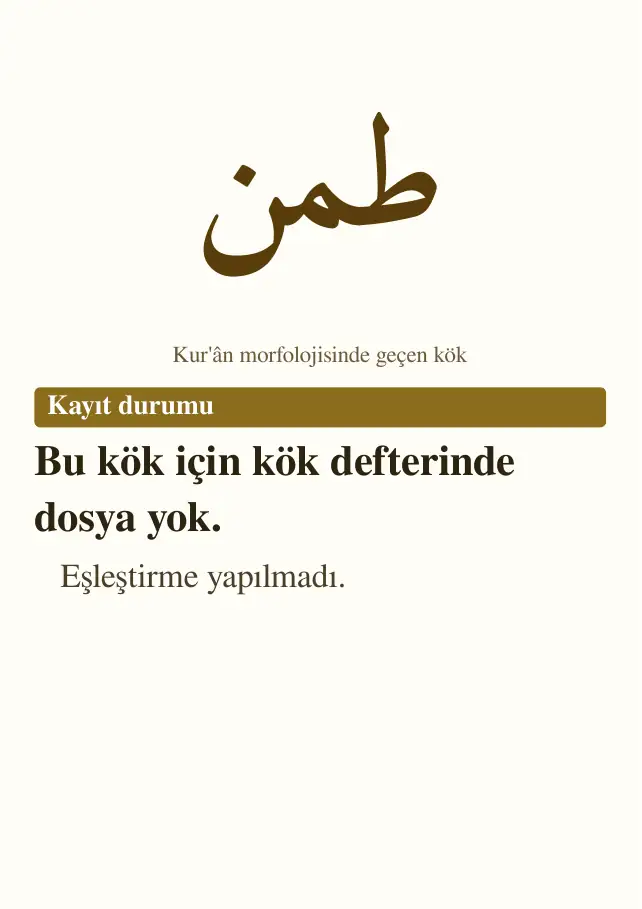 طمن
Kur'ân morfolojisinde geçen kök
Kayıt durumu
Bu kök için kök defterinde
dosya yok.
Eşleştirme yapılmadı.